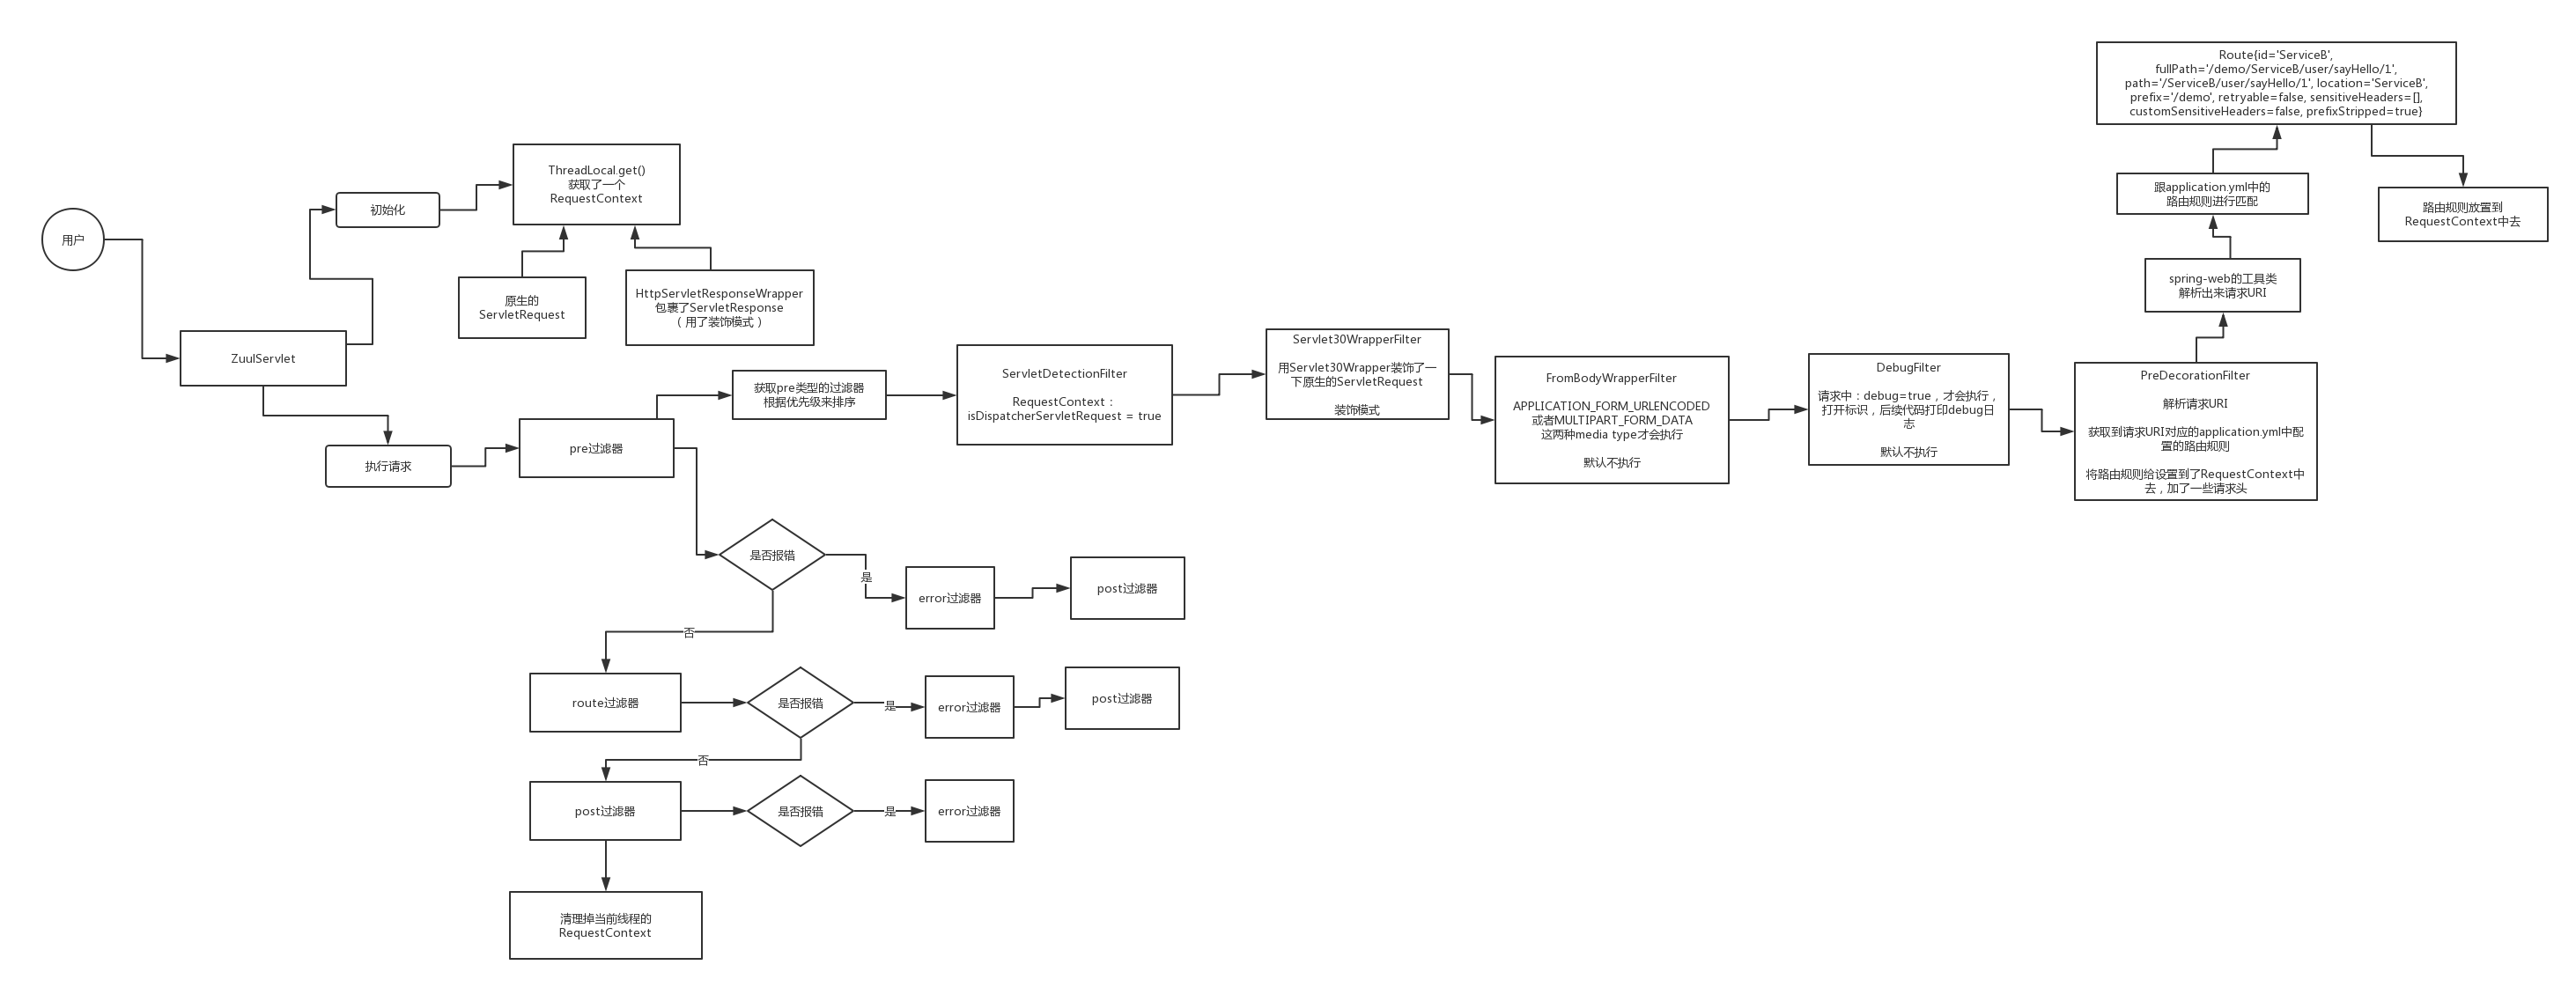 用户
ZuulServlet
初始化
ThreadLocal.get()
获取了一个
RequestContext
原生的
ServletRequest
HttpServletResponseWrapper
包裹了ServletResponse
（用了装饰模式）
执行请求
pre过滤器
获取pre类型的过滤器
根据优先级来排序
ServletDetectionFilter
RequestContext：
isDispatcherServletRequest = true
Servlet30WrapperFilter
用Servlet30Wrapper装饰了一
下原生的ServletRequest
装饰模式
FromBodyWrapperFilter
APPLICATION_FORM_URLENCODED
或者MULTIPART_FORM_DATA
这两种media type才会执行
默认不执行
DebugFilter
请求中：debug=true，才会执行，
打开标识，后续代码打印debug日
志
默认不执行
PreDecorationFilter
解析请求URI
获取到请求URI对应的application.yml中配
置的路由规则
将路由规则给设置到了RequestContext中
去，加了一些请求头
spring-web的工具类
解析出来请求URI
跟application.yml中的
路由规则进行匹配
Route{id='ServiceB',
fullPath='/demo/ServiceB/user/sayHello/1',
path='/ServiceB/user/sayHello/1', location='ServiceB',
prefix='/demo', retryable=false, sensitiveHeaders=[],
customSensitiveHeaders=false, prefixStripped=true}
路由规则放置到
RequestContext中去
是否报错
是
error过滤器
post过滤器
否
route过滤器
是否报错
是
error过滤器
post过滤器
否
post过滤器
是否报错
是
error过滤器
清理掉当前线程的
RequestContext